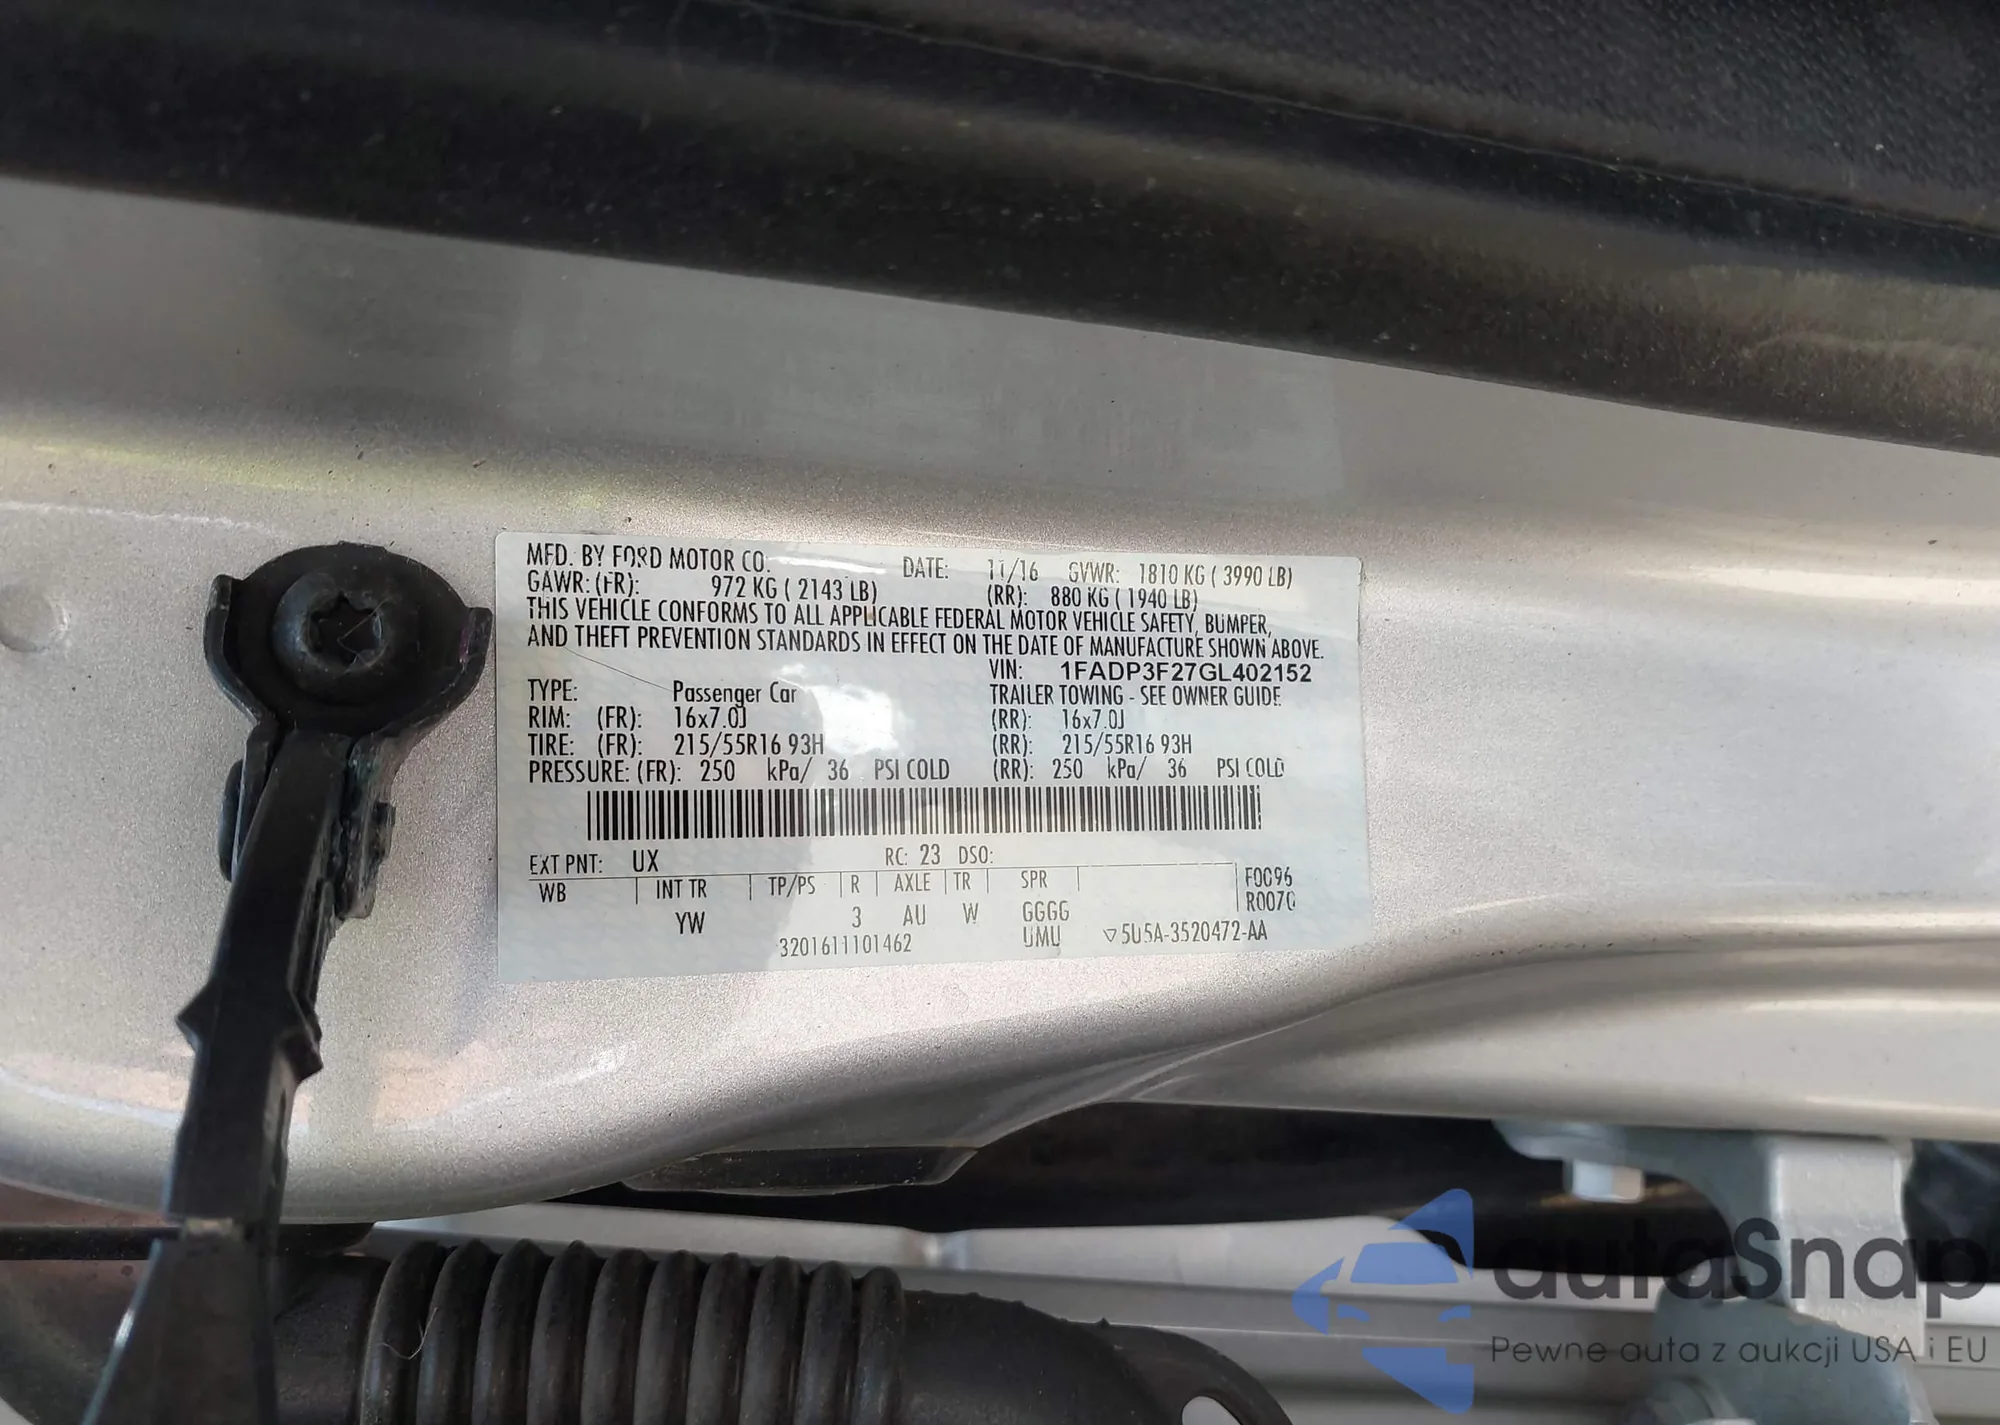 MFD. BY FORD MOTOR CO. DATE: 11/16 GVWR: 1810 KG ( 3990 LB)
GAWR: (FR): 972 KG ( 2143 LB) (RR): 880 KG ( 1940 LB)
THIS VEHICLE CONFORMS TO ALL APPLICABLE FEDERAL MOTOR VEHICLE SAFETY, BUMPER,
AND THEFT PREVENTION STANDARDS IN EFFECT ON THE DATE OF MANUFACTURE SHOWN ABOVE.
VIN: 1FADP3F27GL402152
TYPE: Passenger Car TRAILER TOWING - SEE OWNER GUIDE.
RIM: (FR): 16x7.0J (RR): 16x7.0J
TIRE: (FR): 215/55R16 93H (RR): 215/55R16 93H
PRESSURE: (FR): 250 kPa/ 36 PSI COLD (RR): 250 kPa/ 36 PSI COLD
EXT PNT: UX RC: 23 DSO:
WB INT TR TP/PS R AXLE TR SPR F0096
YW 3 AU W GGGG R0070
3201611101462 UMU ▽5U5A-3520472-AA
autaSnap
Pewne auta z aukcji USA i EU